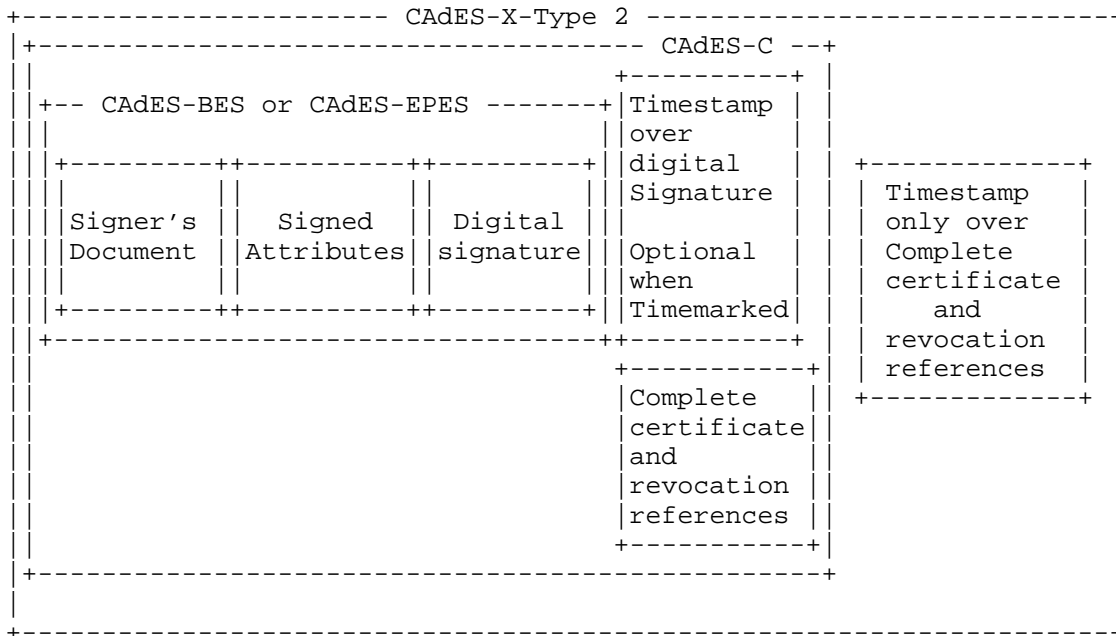 CAdES-X-Type 2
CAdES-C
CAdES-BES or CAdES-EPES
Timestamp
over
digital
Signature
Optional
when
Timemarked
Signer's
Document
Signed
Attributes
Digital
signature
Complete
certificate
and
revocation
references
Timestamp
only over
Complete
certificate
and
revocation
references